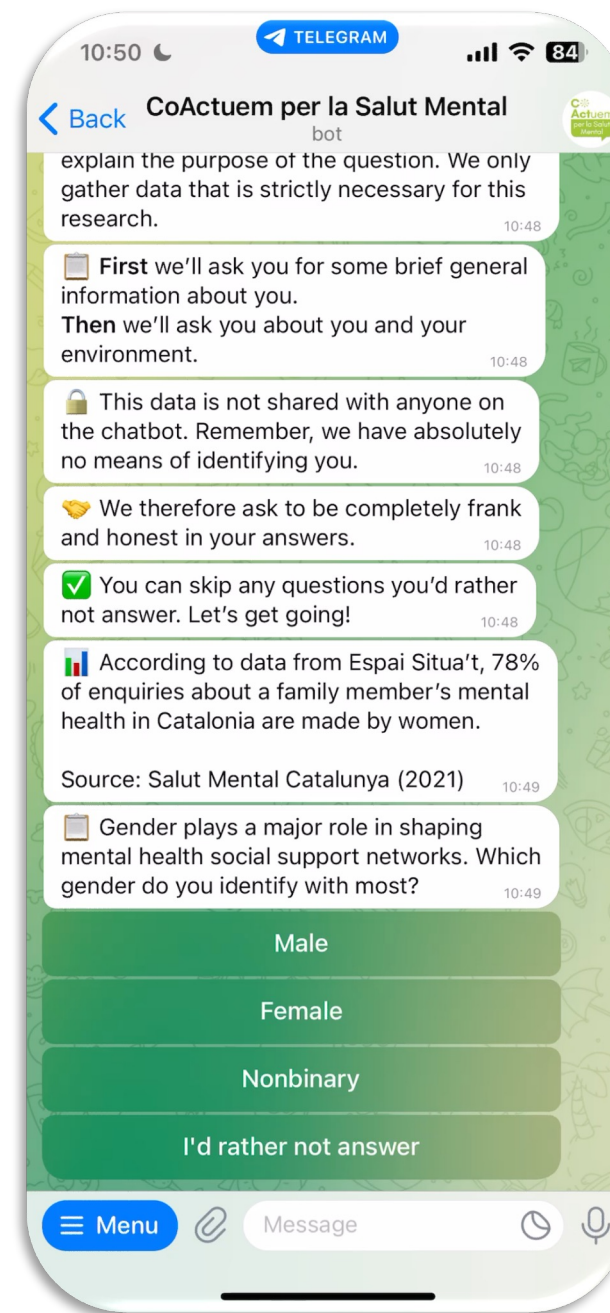 TELEGRAM
10:50
84
Back
CoActuem per la Salut Mental
bot
Co
Actuem
per la Salut
Mental
explain the purpose of the question. We only
gather data that is strictly necessary for this
research.
10:48
📋 First we’ll ask you for some brief general
information about you.
Then we’ll ask you about you and your
environment.
10:48
🔒 This data is not shared with anyone on
the chatbot. Remember, we have absolutely
no means of identifying you.
10:48
🤝 We therefore ask to be completely frank
and honest in your answers.
10:48
✅ You can skip any questions you’d rather
not answer. Let’s get going!
10:48
📊 According to data from Espai Situa’t, 78%
of enquiries about a family member’s mental
health in Catalonia are made by women.
Source: Salut Mental Catalunya (2021)
10:49
📋 Gender plays a major role in shaping
mental health social support networks. Which
gender do you identify with most?
10:49
Male
Female
Nonbinary
I'd rather not answer
Menu
Message